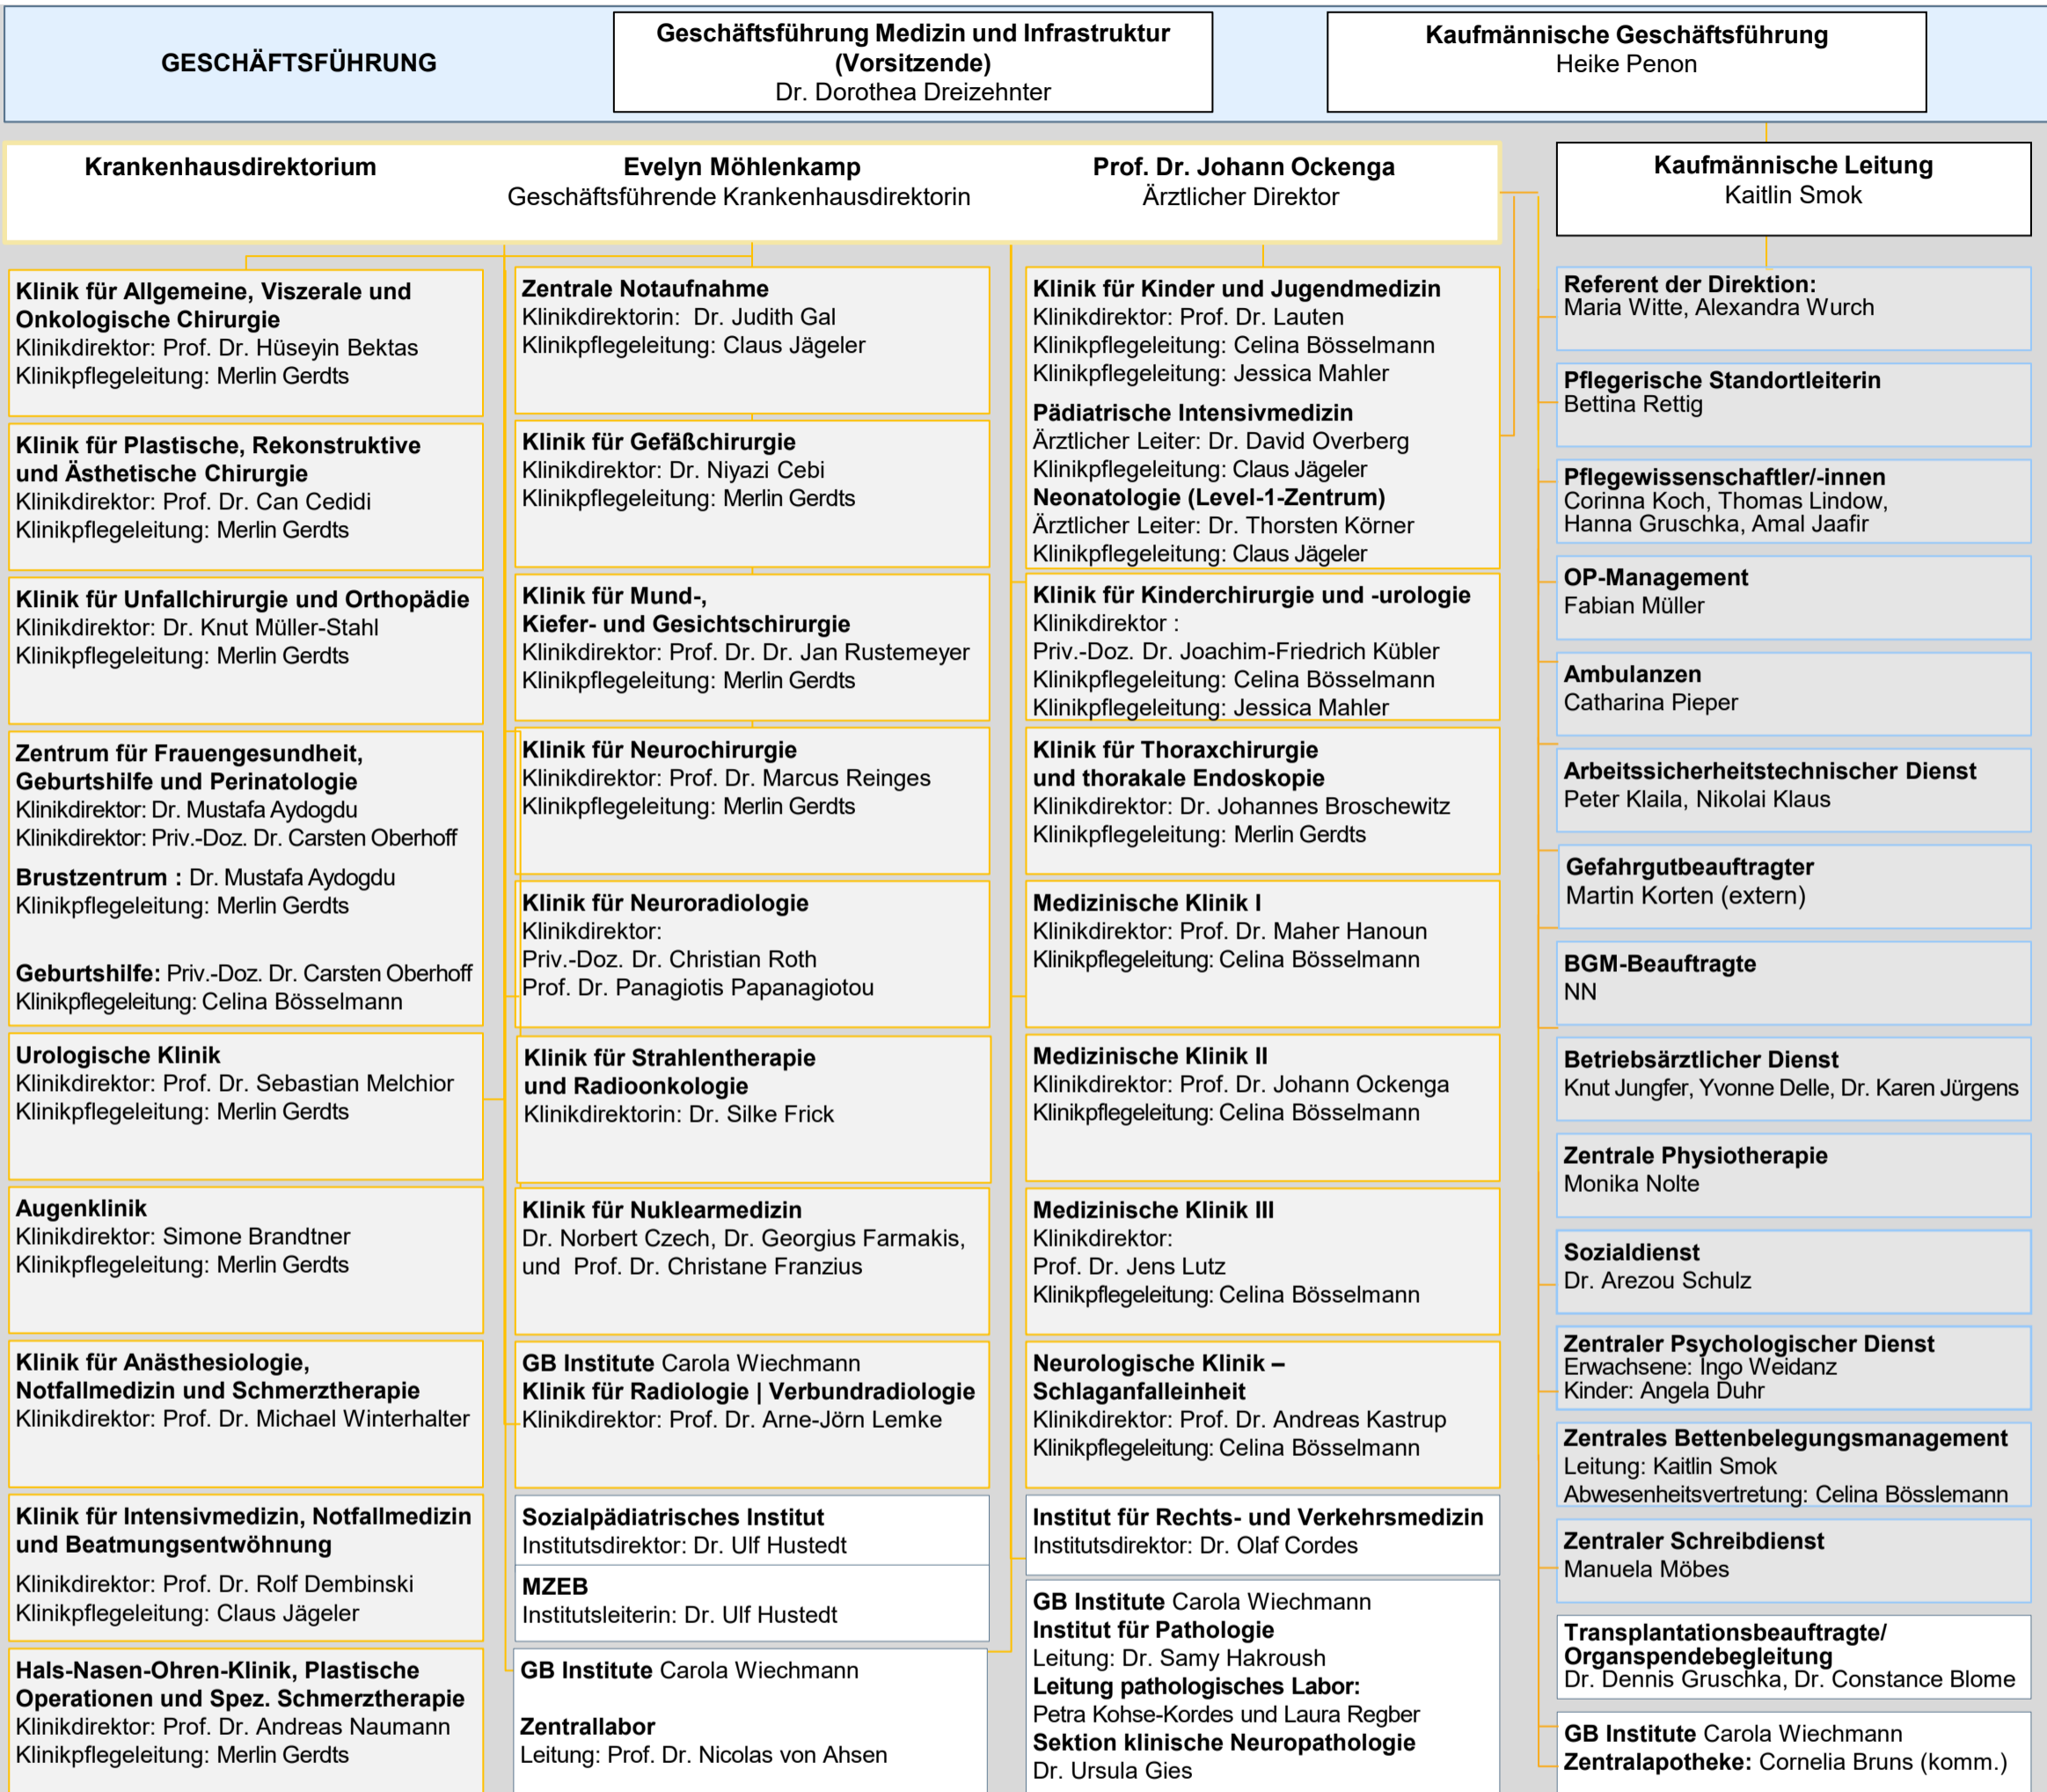 GESCHÄFTSFÜHRUNG
Geschäftsführung Medizin und Infrastruktur
(Vorsitzende)
Dr. Dorothea Dreizehnter
Kaufmännische Geschäftsführung
Heike Penon
Krankenhausdirektorium
Evelyn Möhlenkamp
Geschäftsführende Krankenhausdirektorin
Prof. Dr. Johann Ockenga
Ärztlicher Direktor
Kaufmännische Leitung
Kaitlin Smok
Klinik für Allgemeine, Viszerale und
Onkologische Chirurgie
Klinikdirektor: Prof. Dr. Hüseyin Bektas
Klinikpflegeleitung: Merlin Gerdts
Klinik für Plastische, Rekonstruktive
und Ästhetische Chirurgie
Klinikdirektor: Prof. Dr. Can Cedidi
Klinikpflegeleitung: Merlin Gerdts
Klinik für Unfallchirurgie und Orthopädie
Klinikdirektor: Dr. Knut Müller-Stahl
Klinikpflegeleitung: Merlin Gerdts
Zentrum für Frauengesundheit,
Geburtshilfe und Perinatologie
Klinikdirektor: Dr. Mustafa Aydogdu
Klinikdirektor: Priv.-Doz. Dr. Carsten Oberhoff
Brustzentrum : Dr. Mustafa Aydogdu
Klinikpflegeleitung: Merlin Gerdts
Geburtshilfe: Priv.-Doz. Dr. Carsten Oberhoff
Klinikpflegeleitung: Celina Bösselmann
Urologische Klinik
Klinikdirektor: Prof. Dr. Sebastian Melchior
Klinikpflegeleitung: Merlin Gerdts
Augenklinik
Klinikdirektor: Simone Brandtner
Klinikpflegeleitung: Merlin Gerdts
Klinik für Anästhesiologie,
Notfallmedizin und Schmerztherapie
Klinikdirektor: Prof. Dr. Michael Winterhalter
Klinik für Intensivmedizin, Notfallmedizin
und Beatmungsentwöhnung
Klinikdirektor: Prof. Dr. Rolf Dembinski
Klinikpflegeleitung: Claus Jägeler
Hals-Nasen-Ohren-Klinik, Plastische
Operationen und Spez. Schmerztherapie
Klinikdirektor: Prof. Dr. Andreas Naumann
Klinikpflegeleitung: Merlin Gerdts
Zentrale Notaufnahme
Klinikdirektorin: Dr. Judith Gal
Klinikpflegeleitung: Claus Jägeler
Klinik für Gefäßchirurgie
Klinikdirektor: Dr. Niyazi Cebi
Klinikpflegeleitung: Merlin Gerdts
Klinik für Mund-,
Kiefer- und Gesichtschirurgie
Klinikdirektor: Prof. Dr. Dr. Jan Rustemeyer
Klinikpflegeleitung: Merlin Gerdts
Klinik für Neurochirurgie
Klinikdirektor: Prof. Dr. Marcus Reinges
Klinikpflegeleitung: Merlin Gerdts
Klinik für Neuroradiologie
Klinikdirektor:
Priv.-Doz. Dr. Christian Roth
Prof. Dr. Panagiotis Papanagiotou
Klinik für Strahlentherapie
und Radioonkologie
Klinikdirektorin: Dr. Silke Frick
Klinik für Nuklearmedizin
Dr. Norbert Czech, Dr. Georgius Farmakis,
und Prof. Dr. Christane Franzius
GB Institute Carola Wiechmann
Klinik für Radiologie | Verbundradiologie
Klinikdirektor: Prof. Dr. Arne-Jörn Lemke
Sozialpädiatrisches Institut
Institutsdirektor: Dr. Ulf Hustedt
MZEB
Institutsleiterin: Dr. Ulf Hustedt
GB Institute Carola Wiechmann
Zentrallabor
Leitung: Prof. Dr. Nicolas von Ahsen
Klinik für Kinder und Jugendmedizin
Klinikdirektor: Prof. Dr. Lauten
Klinikpflegeleitung: Celina Bösselmann
Klinikpflegeleitung: Jessica Mahler
Pädiatrische Intensivmedizin
Ärztlicher Leiter: Dr. David Overberg
Klinikpflegeleitung: Claus Jägeler
Neonatologie (Level-1-Zentrum)
Ärztlicher Leiter: Dr. Thorsten Körner
Klinikpflegeleitung: Claus Jägeler
Klinik für Kinderchirurgie und -urologie
Klinikdirektor :
Priv.-Doz. Dr. Joachim-Friedrich Kübler
Klinikpflegeleitung: Celina Bösselmann
Klinikpflegeleitung: Jessica Mahler
Klinik für Thoraxchirurgie
und thorakale Endoskopie
Klinikdirektor: Dr. Johannes Broschewitz
Klinikpflegeleitung: Merlin Gerdts
Medizinische Klinik I
Klinikdirektor: Prof. Dr. Maher Hanoun
Klinikpflegeleitung: Celina Bösselmann
Medizinische Klinik II
Klinikdirektor: Prof. Dr. Johann Ockenga
Klinikpflegeleitung: Celina Bösselmann
Medizinische Klinik III
Klinikdirektor:
Prof. Dr. Jens Lutz
Klinikpflegeleitung: Celina Bösselmann
Neurologische Klinik –
Schlaganfalleinheit
Klinikdirektor: Prof. Dr. Andreas Kastrup
Klinikpflegeleitung: Celina Bösselmann
Institut für Rechts- und Verkehrsmedizin
Institutsdirektor: Dr. Olaf Cordes
GB Institute Carola Wiechmann
Institut für Pathologie
Leitung: Dr. Samy Hakroush
Leitung pathologisches Labor:
Petra Kohse-Kordes und Laura Regber
Sektion klinische Neuropathologie
Dr. Ursula Gies
Referent der Direktion:
Maria Witte, Alexandra Wurch
Pflegerische Standortleiterin
Bettina Rettig
Pflegewissenschaftler/-innen
Corinna Koch, Thomas Lindow,
Hanna Gruschka, Amal Jaafir
OP-Management
Fabian Müller
Ambulanzen
Catharina Pieper
Arbeitssicherheitstechnischer Dienst
Peter Klaila, Nikolai Klaus
Gefahrgutbeauftragter
Martin Korten (extern)
BGM-Beauftragte
NN
Betriebsärztlicher Dienst
Knut Jungfer, Yvonne Delle, Dr. Karen Jürgens
Zentrale Physiotherapie
Monika Nolte
Sozialdienst
Dr. Arezou Schulz
Zentraler Psychologischer Dienst
Erwachsene: Ingo Weidanz
Kinder: Angela Duhr
Zentrales Bettenbelegungsmanagement
Leitung: Kaitlin Smok
Abwesenheitsvertretung: Celina Bösslemann
Zentraler Schreibdienst
Manuela Möbes
Transplantationsbeauftragte/
Organspendebegleitung
Dr. Dennis Gruschka, Dr. Constance Blome
GB Institute Carola Wiechmann
Zentralapotheke: Cornelia Bruns (komm.)